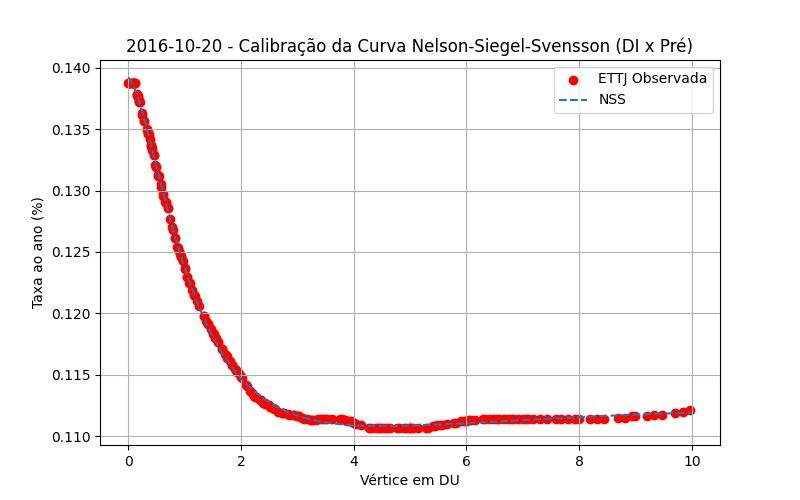 2016-10-20 - Calibração da Curva Nelson-Siegel-Svensson (DI x Pré)
ETTJ Observada
NSS
Taxa ao ano (%)
0.140
0.135
0.130
0.125
0.120
0.115
0.110
0 2 4 6 8 10
Vértice em DU